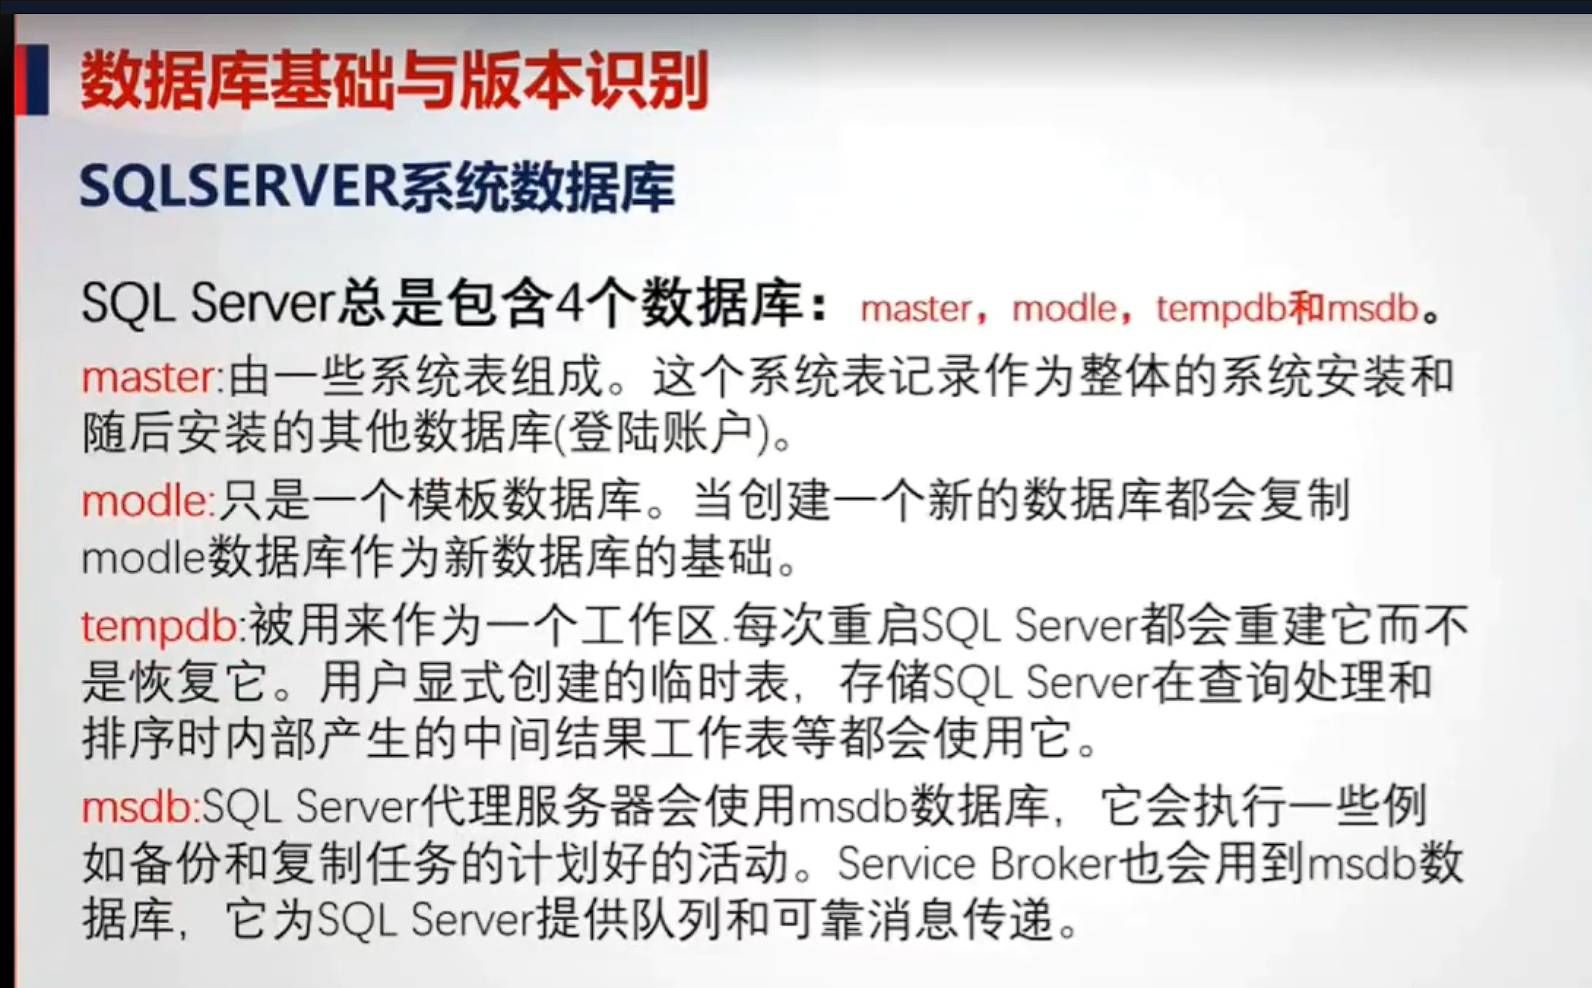 数据库基础与版本识别
SQLSERVER系统数据库
SQL Server总是包含4个数据库：master，modle，tempdb和msdb。
master:由一些系统表组成。这个系统表记录作为整体的系统安装和
随后安装的其他数据库(登陆账户)。
modle:只是一个模板数据库。当创建一个新的数据库都会复制
modle数据库作为新数据库的基础。
tempdb:被用来作为一个工作区.每次重启SQL Server都会重建它而不
是恢复它。用户显式创建的临时表，存储SQL Server在查询处理和
排序时内部产生的中间结果工作表等都会使用它。
msdb:SQL Server代理服务器会使用msdb数据库，它会执行一些例
如备份和复制任务的计划好的活动。Service Broker也会用到msdb数
据库，它为SQL Server提供队列和可靠消息传递。